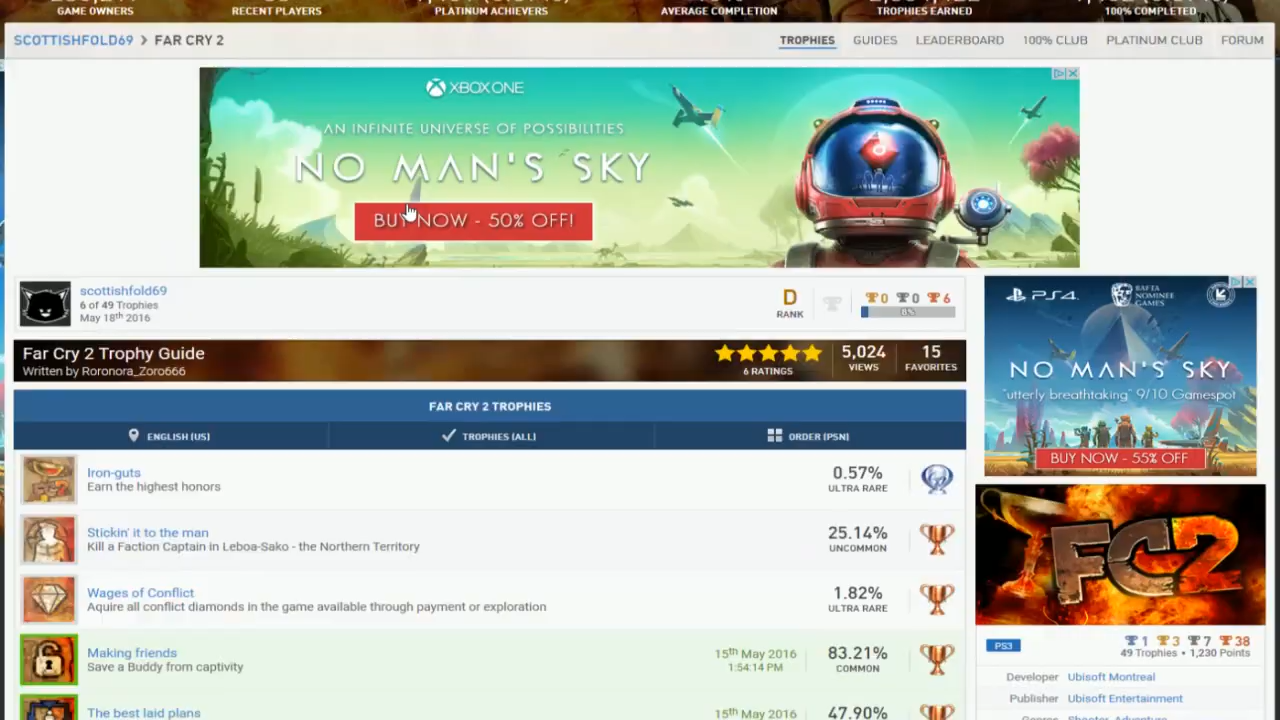 GAME OWNERS
RECENT PLAYERS
PLATINUM ACHIEVERS
AVERAGE COMPLETION
TROPHIES EARNED
100% COMPLETED
SCOTTISHFOLD69 > FAR CRY 2
TROPHIES GUIDES LEADERBOARD 100% CLUB PLATINUM CLUB FORUM
XBOX ONE
AN INFINITE UNIVERSE OF POSSIBILITIES
NO MAN'S SKY
BUY NOW - 50% OFF!
scottishfold69
6 of 49 Trophies
May 18th 2016
D
RANK
0 0 6
8%
Far Cry 2 Trophy Guide
Written by Roronora_Zoro666
6 RATINGS
5,024
VIEWS
15
FAVORITES
PS4
BAFTA
NOMINEE
GAMES
NO MAN'S SKY
"utterly breathtaking" 9/10 Gamespot
BUY NOW - 55% OFF
FAR CRY 2 TROPHIES
ENGLISH (US) TROPHIES (ALL) ORDER (PSN)
Iron-guts
Earn the highest honors
0.57%
ULTRA RARE
Stickin' it to the man
Kill a Faction Captain in Leboa-Sako - the Northern Territory
25.14%
UNCOMMON
Wages of Conflict
Aquire all conflict diamonds in the game available through payment or exploration
1.82%
ULTRA RARE
Making friends
Save a Buddy from captivity
15th May 2016
1:54:14 PM
83.21%
COMMON
The best laid plans
15th May 2016
47.90%
FC2
PS3
1 3 7 38
49 Trophies • 1,230 Points
Developer Ubisoft Montreal
Publisher Ubisoft Entertainment